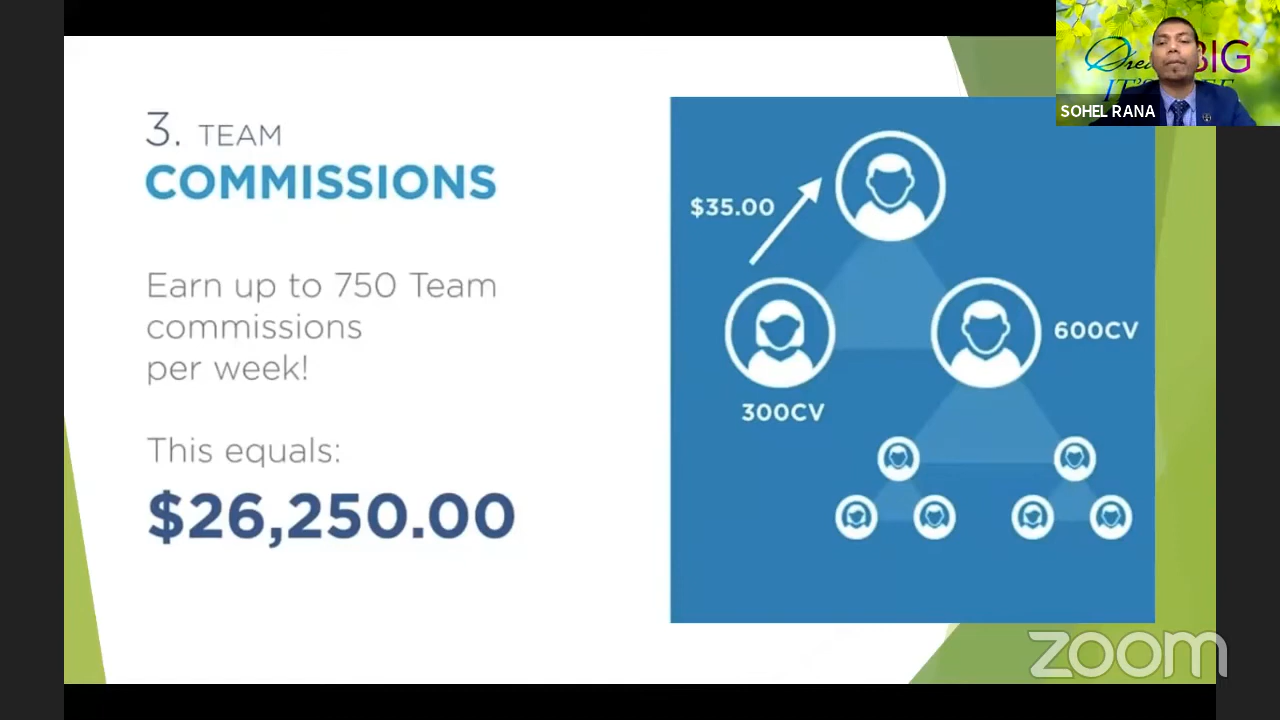 3. TEAM
COMMISSIONS
Earn up to 750 Team
commissions
per week!
This equals:
$26,250.00
$35.00
600CV
300CV
BIG
SOHEL RANA
zoom